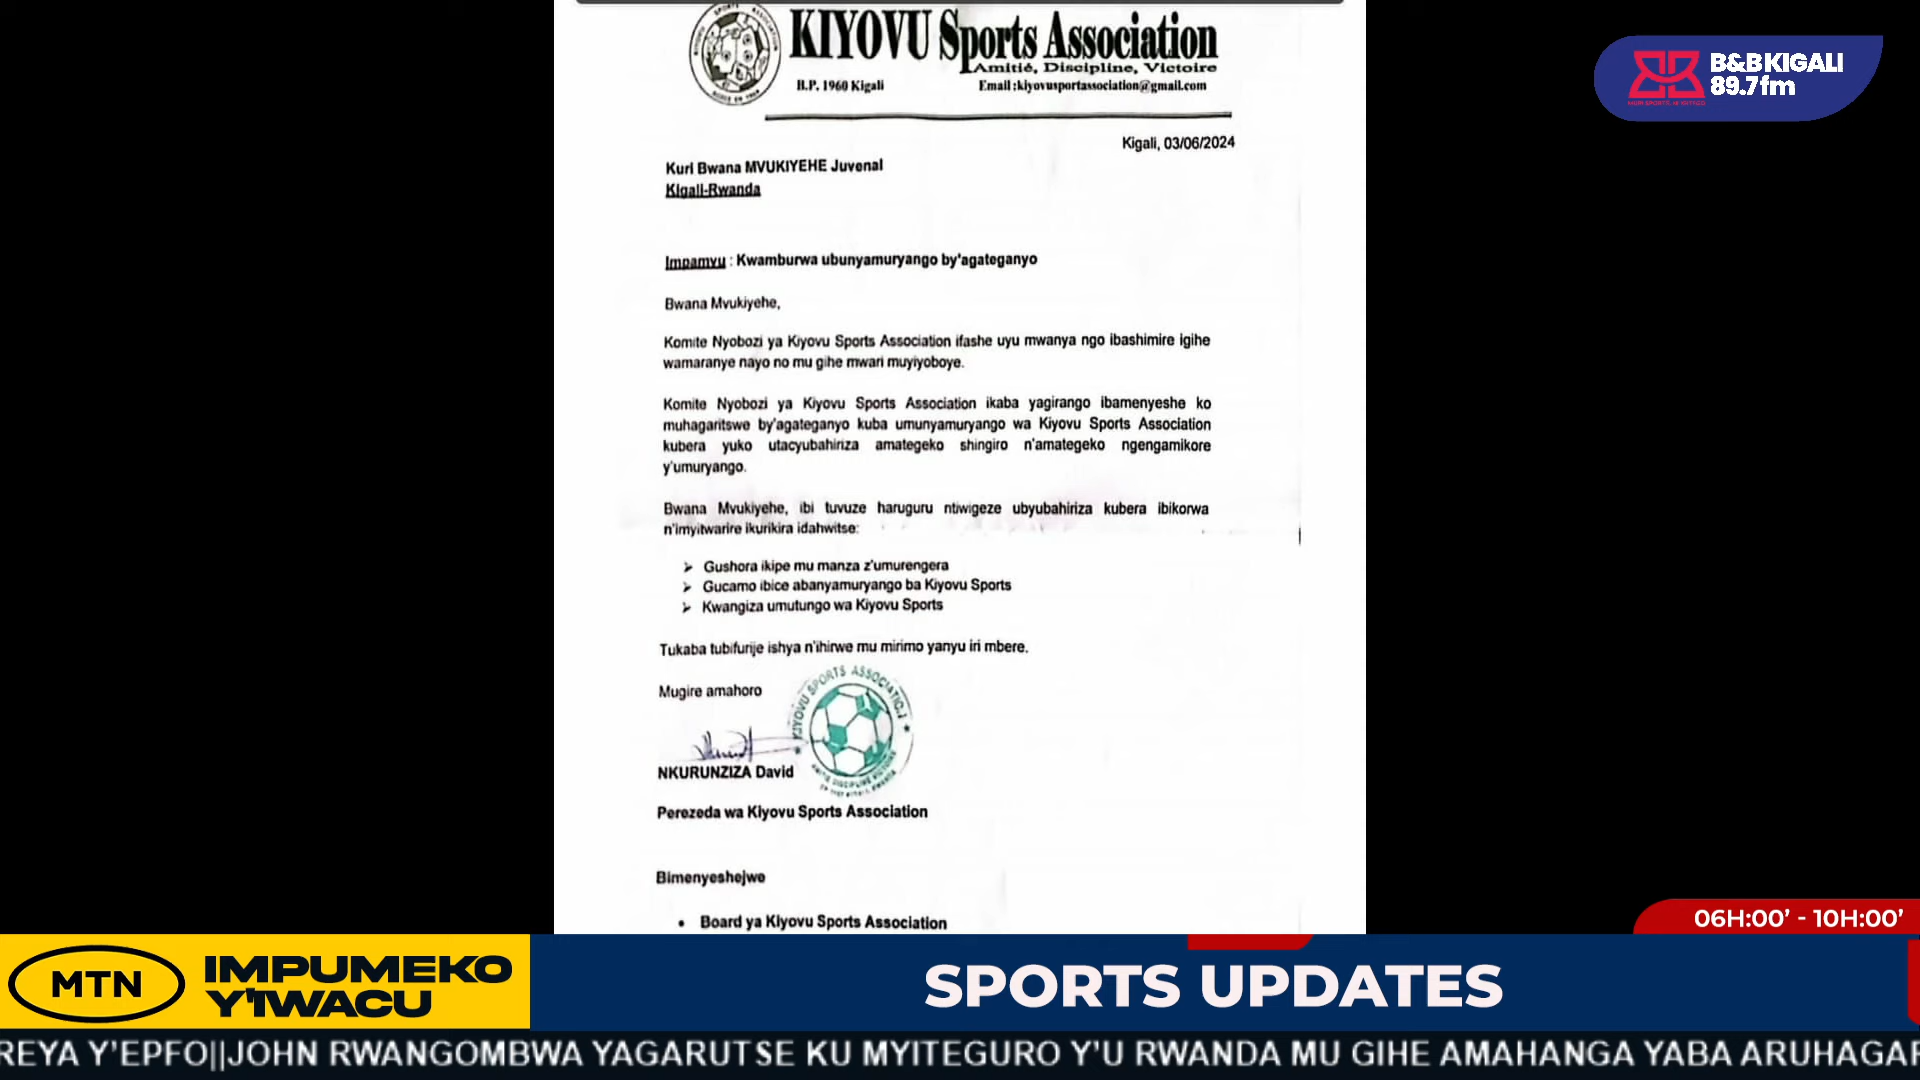 KIYOVU Sports Association
Amitié, Discipline, Victoire
B.P. 1960 Kigali
Email :kiyovusportassociation@gmail.com
B&BKIGALI
89.7fm
Kigali, 03/06/2024
Kuri Bwana MVUKIYEHE Juvenal
Kigali-Rwanda
Impamvu : Kwamburwa ubunyamuryango by'agateganyo
Bwana Mvukiyehe,
Komite Nyobozi ya Kiyovu Sports Association ifashe uyu mwanya ngo ibashimire igihe
wamaranye nayo no mu gihe mwari muyiyoboye.
Komite Nyobozi ya Kiyovu Sports Association ikaba yagirango ibamenyeshe ko
muhagaritswe by'agateganyo kuba umunyamuryango wa Kiyovu Sports Association
kubera yuko utacyubahiriza amategeko shingiro n'amategeko ngengamikore
y'umuryango.
Bwana Mvukiyehe, ibi tuvuze haruguru ntiwigeze ubyubahiriza kubera ibikorwa
n'imyitwarire ikurikira idahwitse:
➢ Gushora ikipe mu manza z'umurengera
➢ Gucamo ibice abanyamuryango ba Kiyovu Sports
➢ Kwangiza umutungo wa Kiyovu Sports
Tukaba tubifurije ishya n'ihirwe mu mirimo yanyu iri mbere.
Mugire amahoro
KIYOVU SPORTS ASSOCIATION
NKURUNZIZA David
Perezeda wa Kiyovu Sports Association
Bimenyeshejwe
• Board ya Kiyovu Sports Association
06H:00' - 10H:00'
MTN
IMPUMEKO
Y'IWACU
SPORTS UPDATES
REYA Y'EPFO||JOHN RWANGOMBWA YAGARUTSE KU MYITEGURO Y'U RWANDA MU GIHE AMAHANGA YABA ARUHAGAR